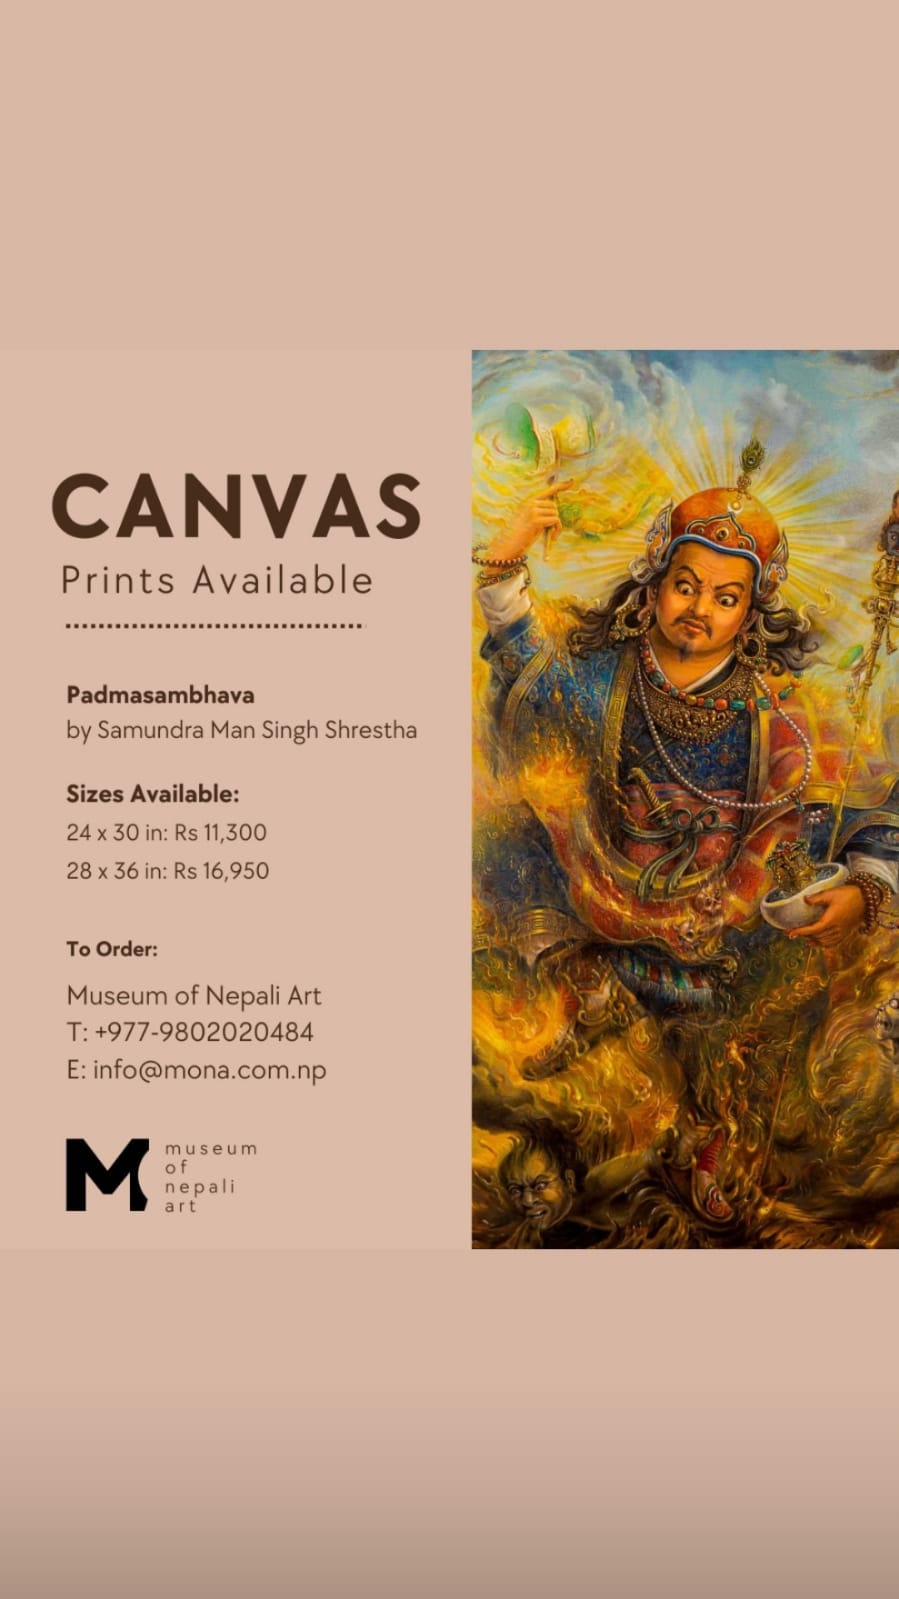 CANVAS
Prints Available
Padmasambhava
by Samundra Man Singh Shrestha
Sizes Available:
24 x 30 in: Rs 11,300
28 x 36 in: Rs 16,950
To Order:
Museum of Nepali Art
T: +977-9802020484
E: info@mona.com.np
M
museum
of
nepali
art